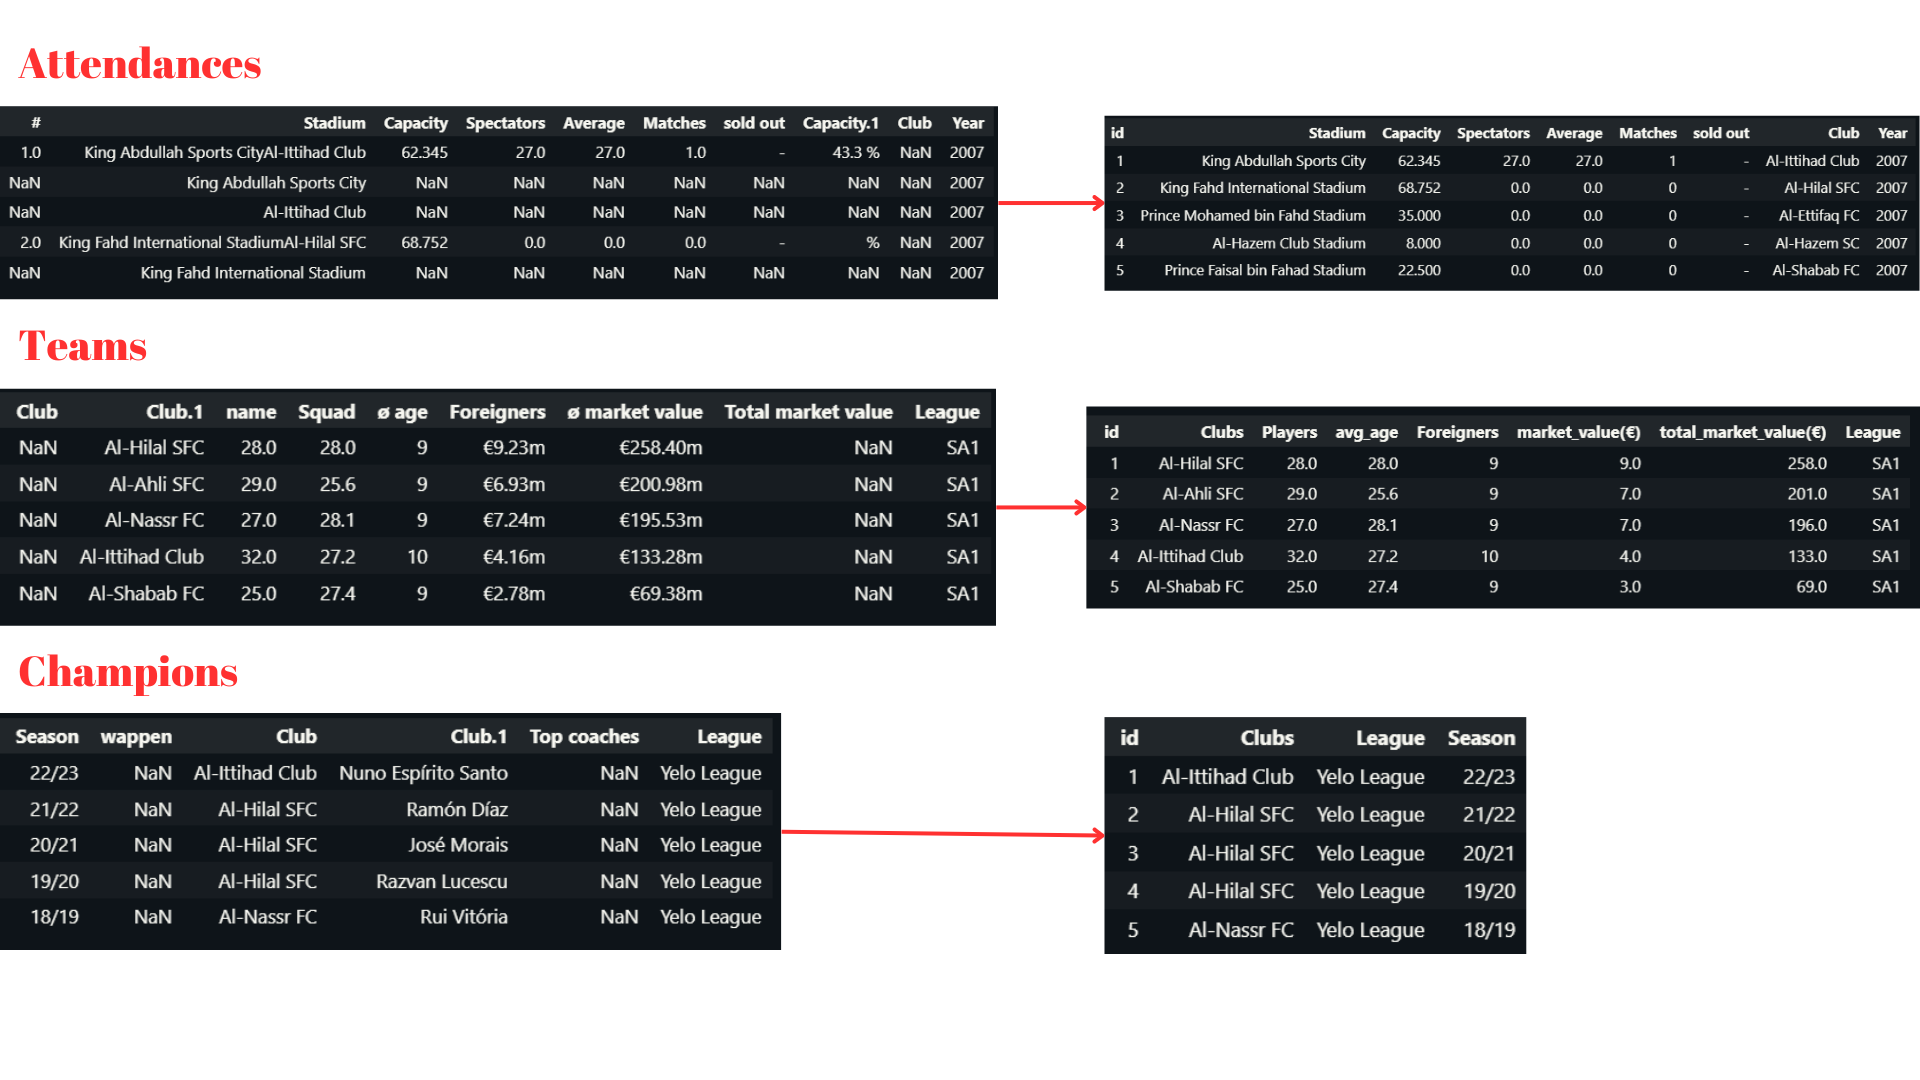 Attendances
# Stadium Capacity Spectators Average Matches sold out Capacity.1 Club Year
1.0 King Abdullah Sports CityAl-Ittihad Club 62.345 27.0 27.0 1.0 - 43.3 % NaN 2007
NaN King Abdullah Sports City NaN NaN NaN NaN NaN NaN NaN 2007
NaN Al-Ittihad Club NaN NaN NaN NaN NaN NaN NaN 2007
2.0 King Fahd International StadiumAl-Hilal SFC 68.752 0.0 0.0 0.0 - % NaN 2007
NaN King Fahd International Stadium NaN NaN NaN NaN NaN NaN NaN 2007
id Stadium Capacity Spectators Average Matches sold out Club Year
1 King Abdullah Sports City 62.345 27.0 27.0 1 - Al-Ittihad Club 2007
2 King Fahd International Stadium 68.752 0.0 0.0 0 - Al-Hilal SFC 2007
3 Prince Mohamed bin Fahd Stadium 35.000 0.0 0.0 0 - Al-Ettifaq FC 2007
4 Al-Hazem Club Stadium 8.000 0.0 0.0 0 - Al-Hazem SC 2007
5 Prince Faisal bin Fahad Stadium 22.500 0.0 0.0 0 - Al-Shabab FC 2007
Teams
Club Club.1 name Squad ø age Foreigners ø market value Total market value League
NaN Al-Hilal SFC 28.0 28.0 9 €9.23m €258.40m NaN SA1
NaN Al-Ahli SFC 29.0 25.6 9 €6.93m €200.98m NaN SA1
NaN Al-Nassr FC 27.0 28.1 9 €7.24m €195.53m NaN SA1
NaN Al-Ittihad Club 32.0 27.2 10 €4.16m €133.28m NaN SA1
NaN Al-Shabab FC 25.0 27.4 9 €2.78m €69.38m NaN SA1
id Clubs Players avg_age Foreigners market_value(€) total_market_value(€) League
1 Al-Hilal SFC 28.0 28.0 9 9.0 258.0 SA1
2 Al-Ahli SFC 29.0 25.6 9 7.0 201.0 SA1
3 Al-Nassr FC 27.0 28.1 9 7.0 196.0 SA1
4 Al-Ittihad Club 32.0 27.2 10 4.0 133.0 SA1
5 Al-Shabab FC 25.0 27.4 9 3.0 69.0 SA1
Champions
Season wappen Club Club.1 Top coaches League
22/23 NaN Al-Ittihad Club Nuno Espírito Santo NaN Yelo League
21/22 NaN Al-Hilal SFC Ramón Díaz NaN Yelo League
20/21 NaN Al-Hilal SFC José Morais NaN Yelo League
19/20 NaN Al-Hilal SFC Razvan Lucescu NaN Yelo League
18/19 NaN Al-Nassr FC Rui Vitória NaN Yelo League
id Clubs League Season
1 Al-Ittihad Club Yelo League 22/23
2 Al-Hilal SFC Yelo League 21/22
3 Al-Hilal SFC Yelo League 20/21
4 Al-Hilal SFC Yelo League 19/20
5 Al-Nassr FC Yelo League 18/19